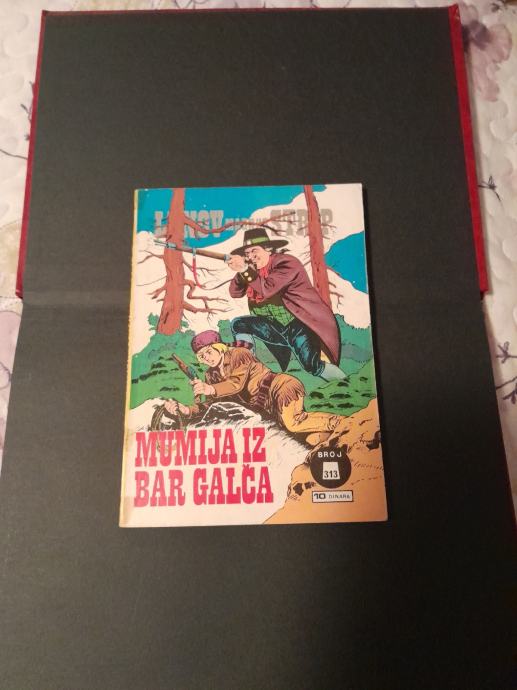 MUMIJA IZ
BAR GALČA
BROJ
313
10 DINARA